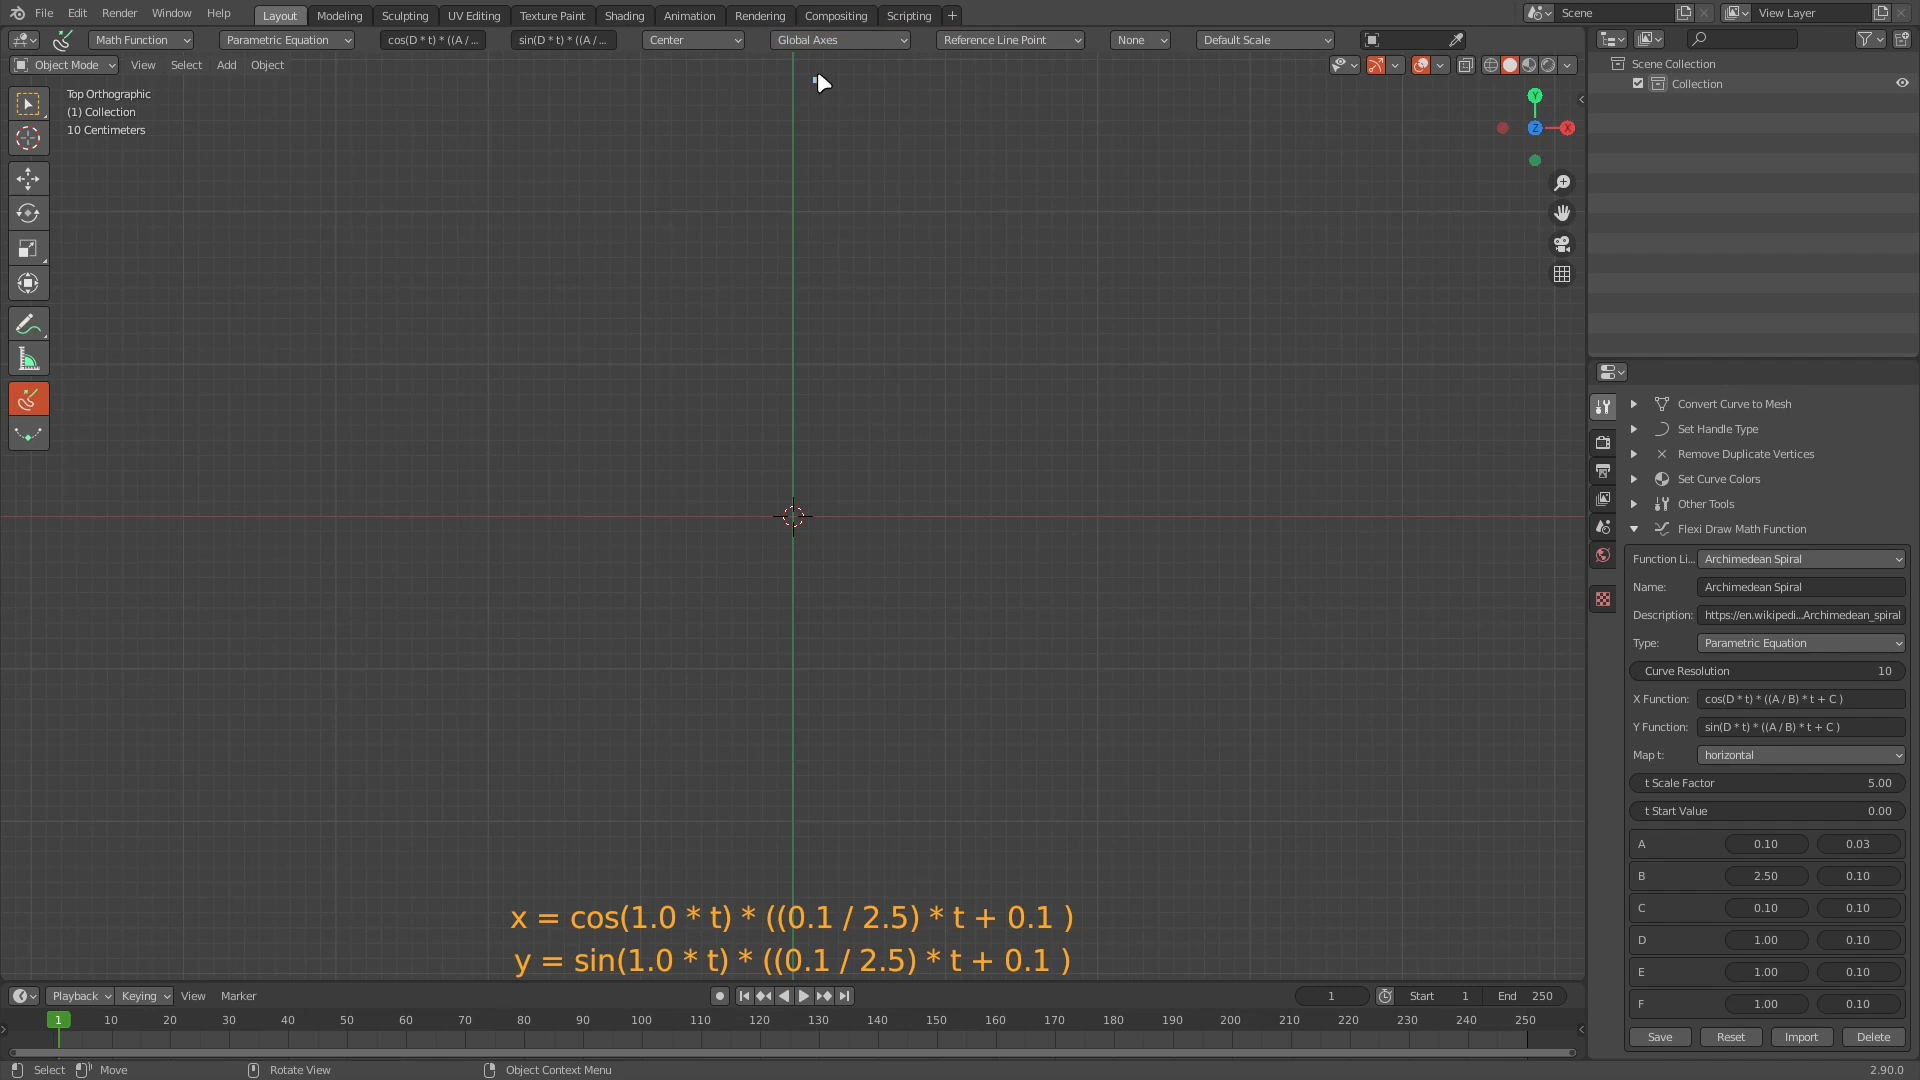 File Edit Render Window Help Layout Modeling Sculpting UV Editing Texture Paint Shading Animation Rendering Compositing Scripting + Scene View Layer
Math Function Parametric Equation cos(D * t) * ((A / ... sin(D * t) * ((A / ... Center Global Axes Reference Line Point None Default Scale
Object Mode View Select Add Object
Top Orthographic
(1) Collection
10 Centimeters
Y
Z
X
Scene Collection
Collection
Convert Curve to Mesh
Set Handle Type
Remove Duplicate Vertices
Set Curve Colors
Other Tools
Flexi Draw Math Function
Function Li... Archimedean Spiral
Name: Archimedean Spiral
Description: https://en.wikipedi...Archimedean_spiral
Type: Parametric Equation
Curve Resolution 10
X Function: cos(D * t) * ((A / B) * t + C )
Y Function: sin(D * t) * ((A / B) * t + C )
Map t: horizontal
t Scale Factor 5.00
t Start Value 0.00
A 0.10 0.03
B 2.50 0.10
C 0.10 0.10
D 1.00 0.10
E 1.00 0.10
F 1.00 0.10
Save Reset Import Delete
x = cos(1.0 * t) * ((0.1 / 2.5) * t + 0.1 )
y = sin(1.0 * t) * ((0.1 / 2.5) * t + 0.1 )
Playback Keying View Marker 1 Start 1 End 250
1 10 20 30 40 50 60 70 80 90 100 110 120 130 140 150 160 170 180 190 200 210 220 230 240 250
Select Move Rotate View Object Context Menu 2.90.0